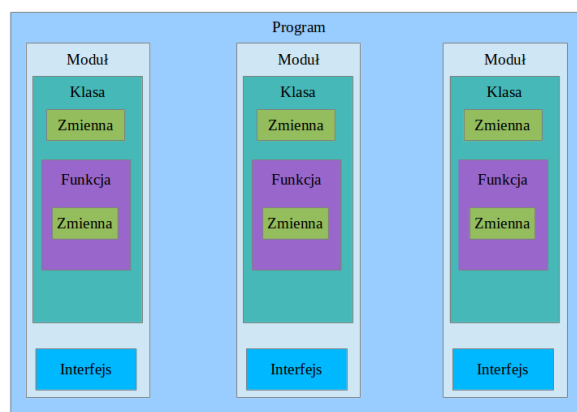 Program
Moduł
Klasa
Zmienna
Funkcja
Zmienna
Interfejs
Moduł
Klasa
Zmienna
Funkcja
Zmienna
Interfejs
Moduł
Klasa
Zmienna
Funkcja
Zmienna
Interfejs